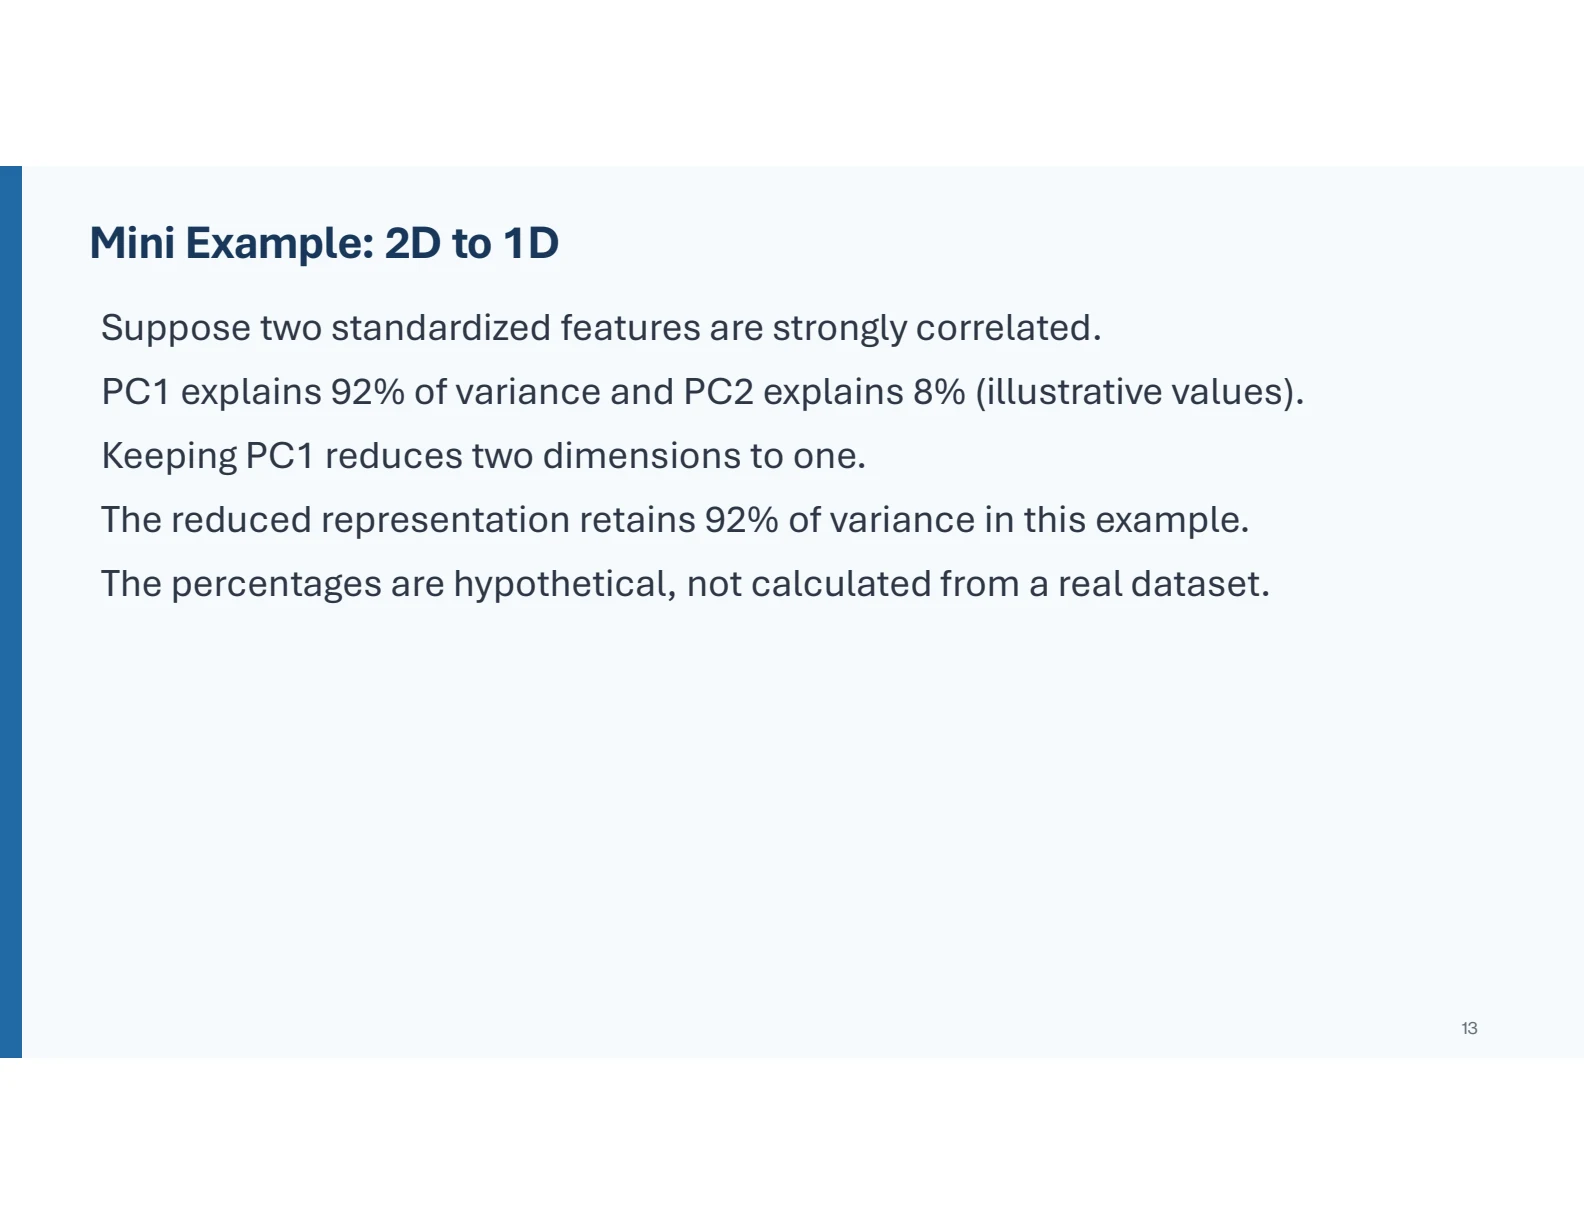 Mini Example: 2D to 1D
Suppose two standardized features are strongly correlated.
PC1 explains 92% of variance and PC2 explains 8% (illustrative values).
Keeping PC1 reduces two dimensions to one.
The reduced representation retains 92% of variance in this example.
The percentages are hypothetical, not calculated from a real dataset.
13